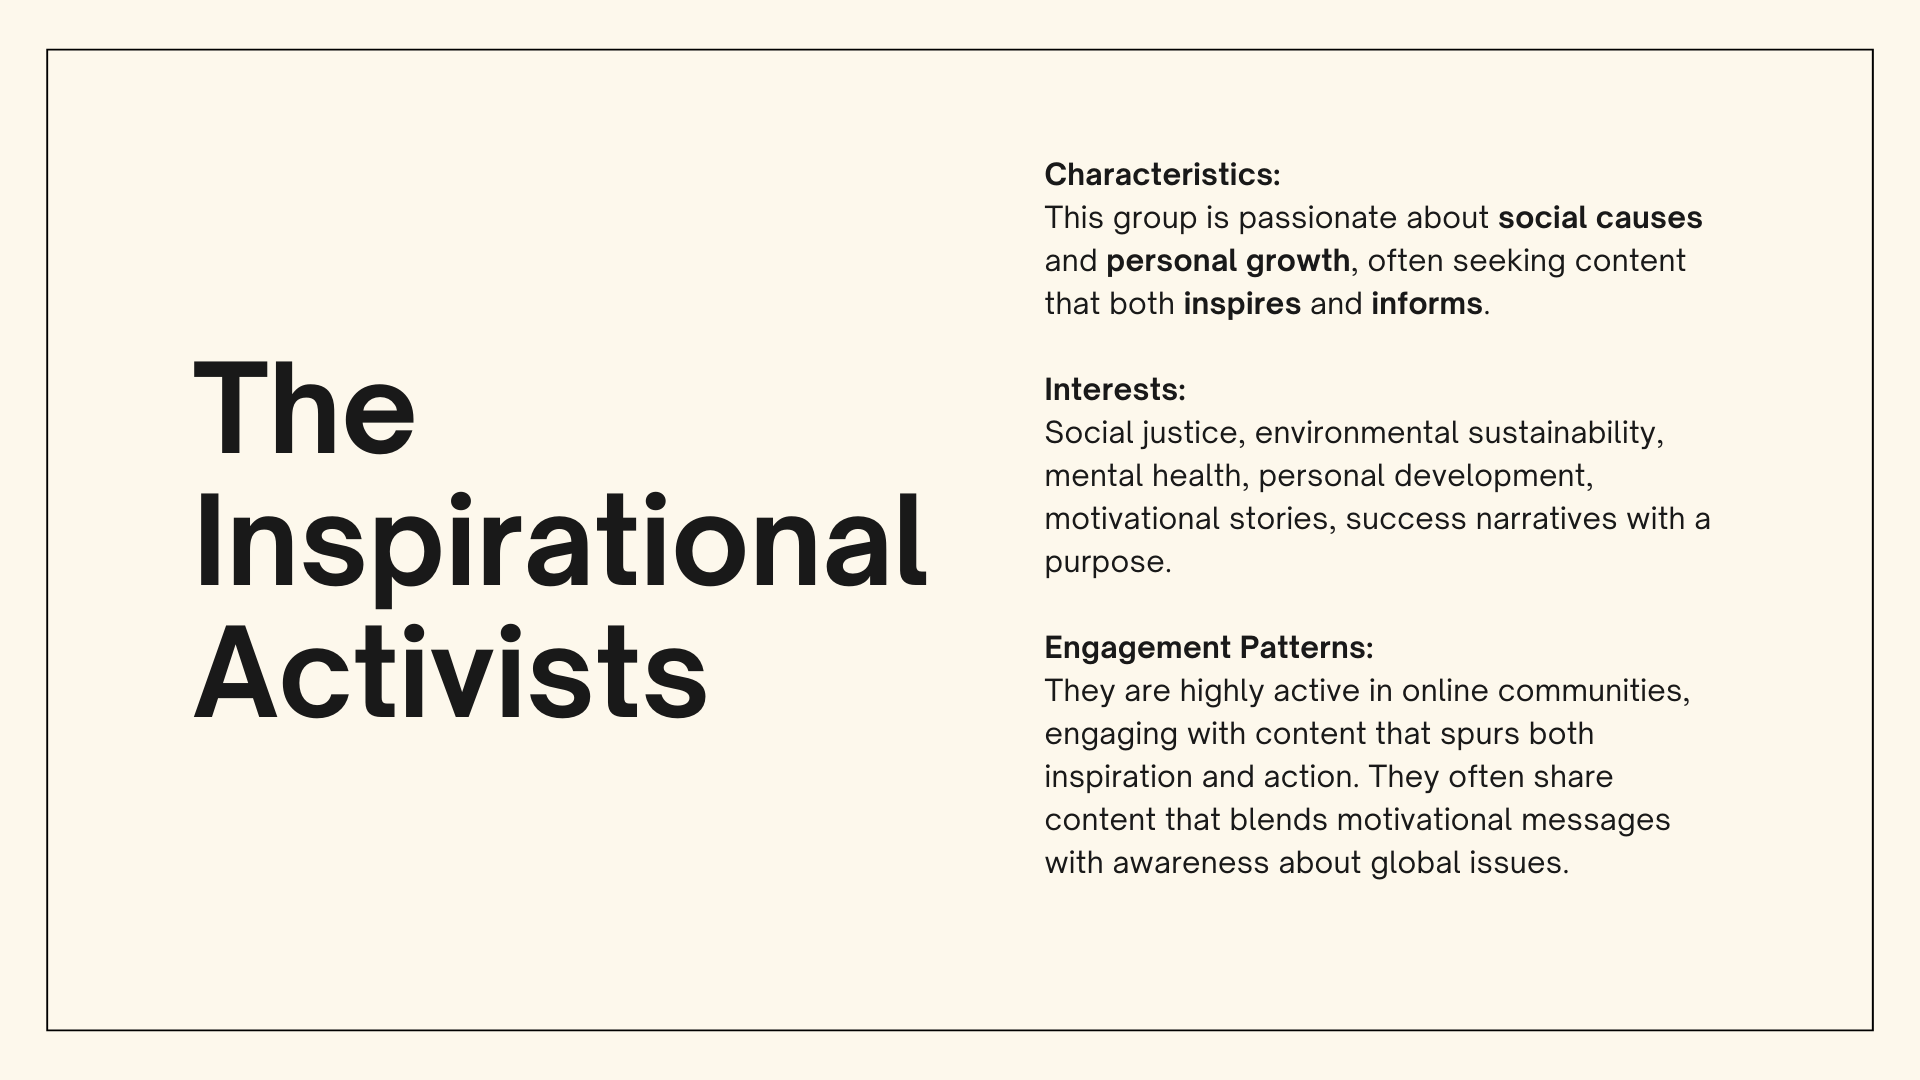 The
Inspirational
Activists
Characteristics:
This group is passionate about social causes
and personal growth, often seeking content
that both inspires and informs.
Interests:
Social justice, environmental sustainability,
mental health, personal development,
motivational stories, success narratives with a
purpose.
Engagement Patterns:
They are highly active in online communities,
engaging with content that spurs both
inspiration and action. They often share
content that blends motivational messages
with awareness about global issues.